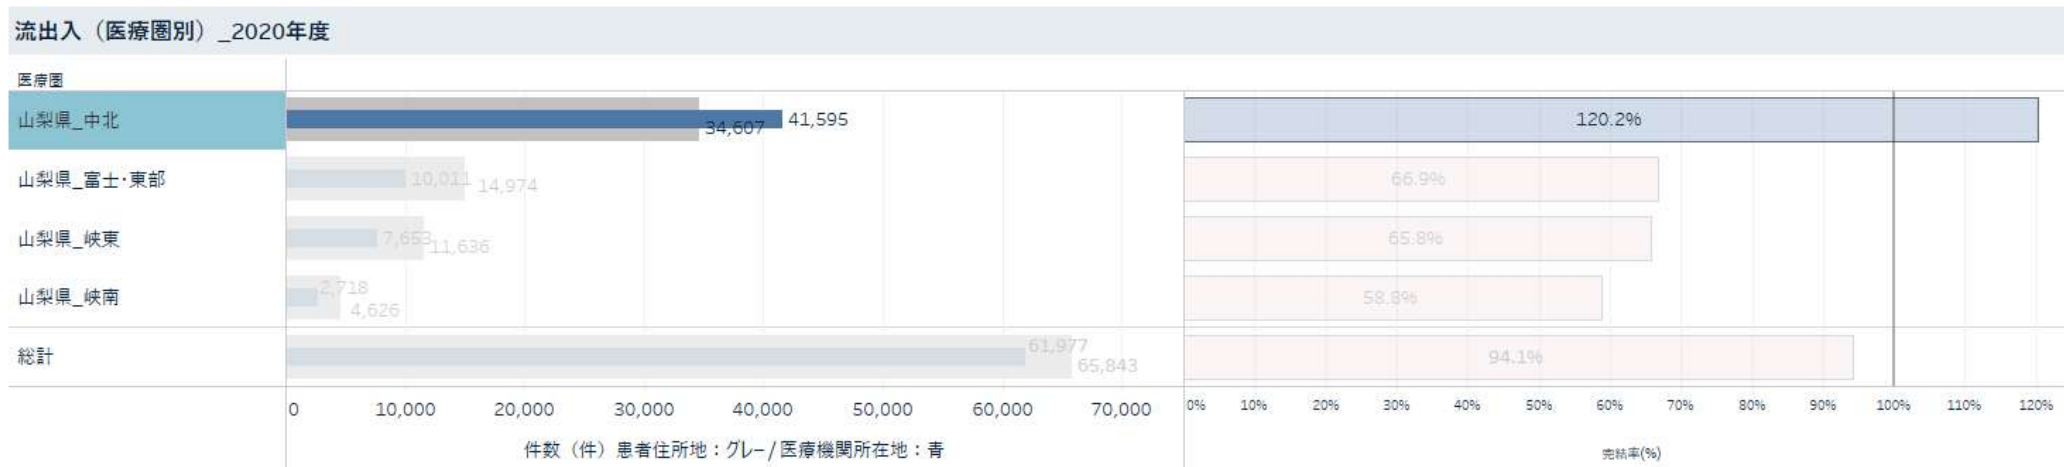 流出入（医療圏別）_2020年度
医療圏
山梨県_中北
34,607
41,595
120.2%
山梨県_富士・東部
10,011
14,974
66.9%
山梨県_峡東
7,653
11,636
65.8%
山梨県_峡南
2,718
4,626
58.8%
総計
61,977
65,843
94.1%
0 10,000 20,000 30,000 40,000 50,000 60,000 70,000
0% 10% 20% 30% 40% 50% 60% 70% 80% 90% 100% 110% 120%
件数（件）患者住所地：グレー/医療機関所在地：青
完結率(%)